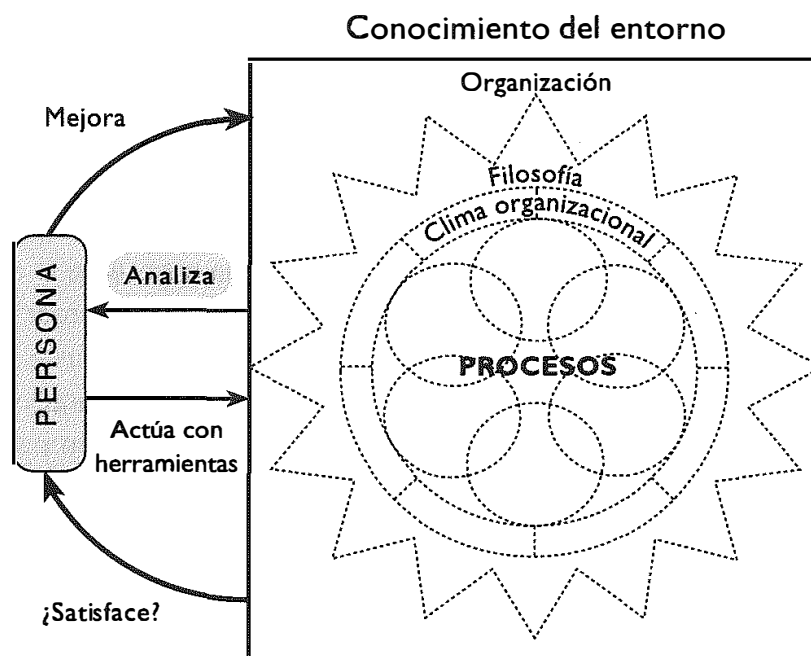 Conocimiento del entorno
Organización
Mejora
Filosofía
Clima organizacional
Analiza
PERSONA
PROCESOS
Actúa con
herramientas
¿Satisface?